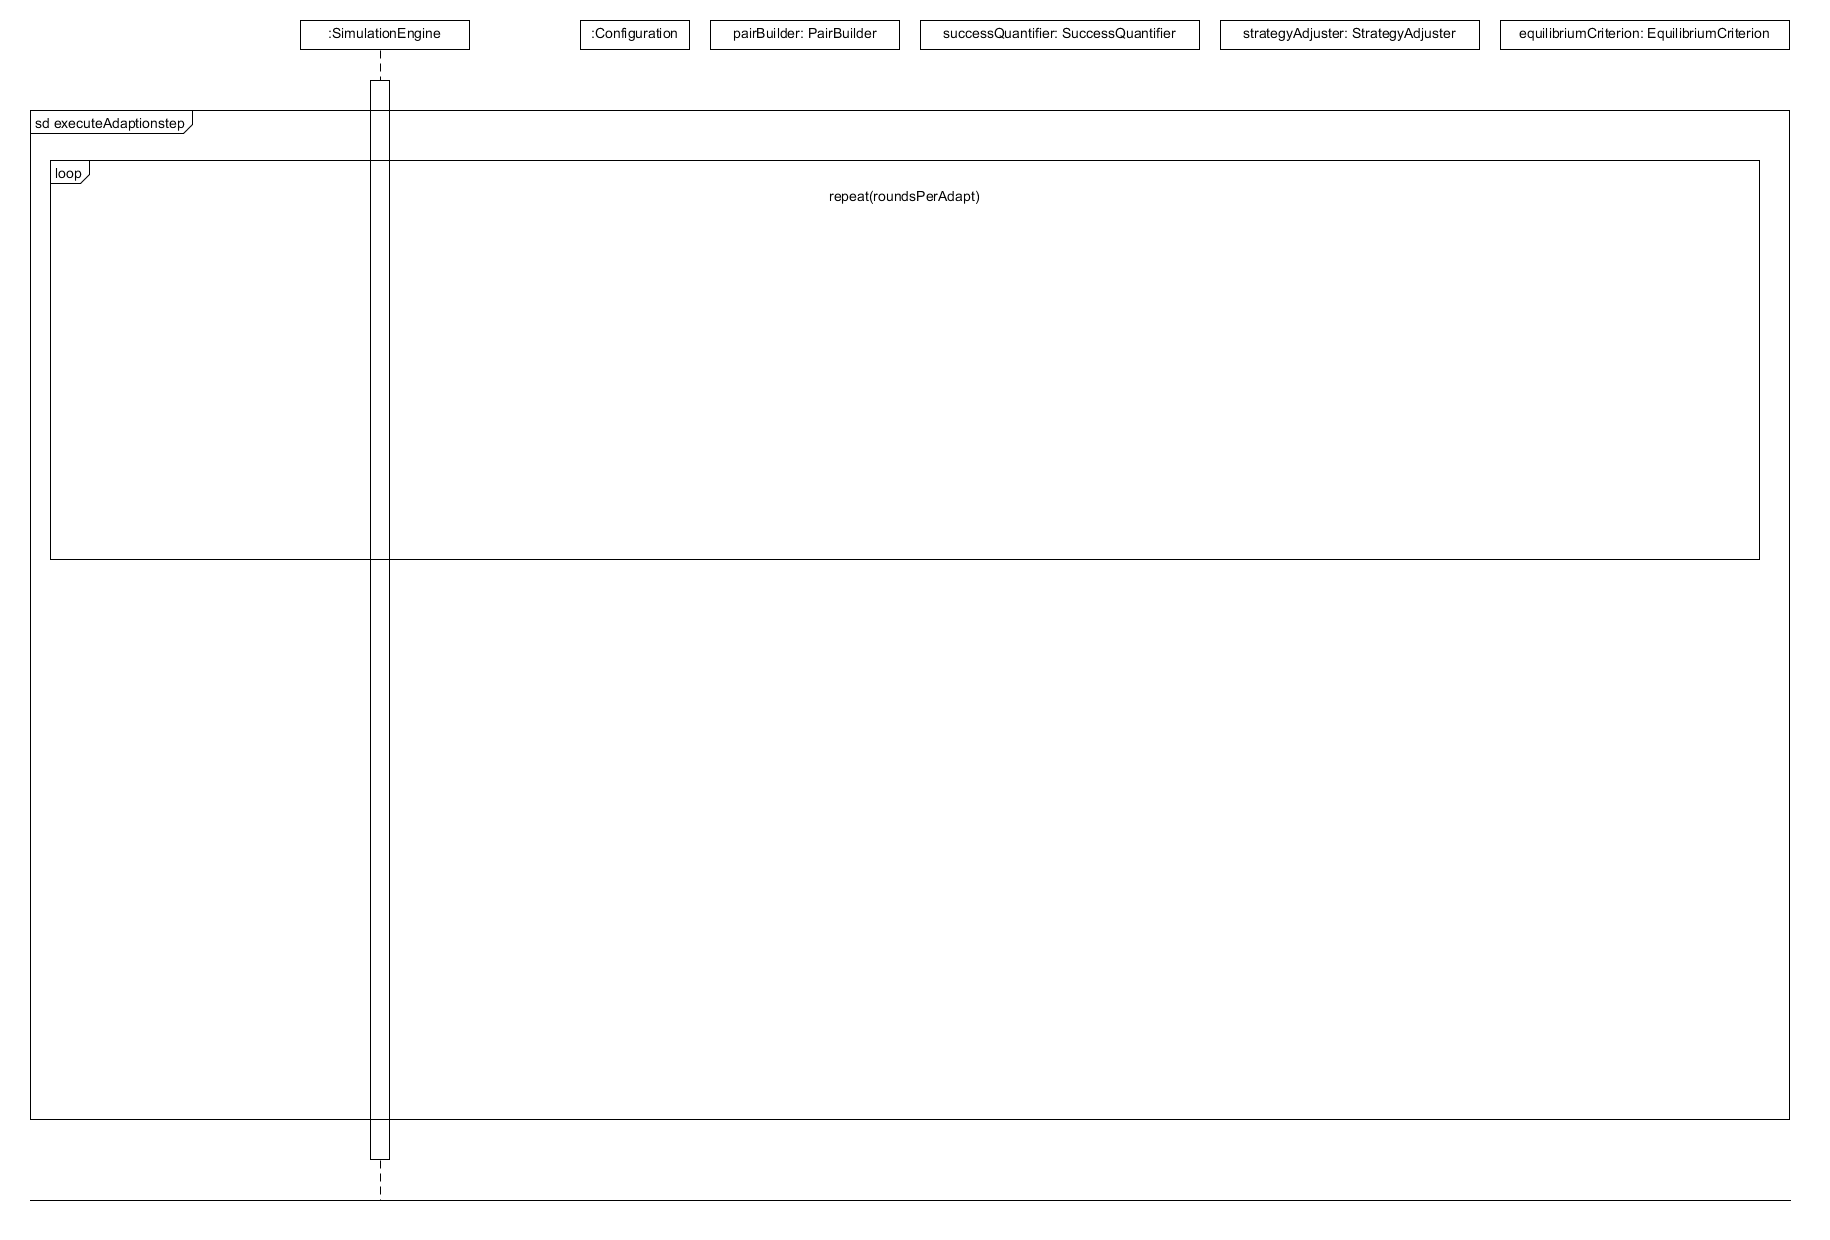 :SimulationEngine
:Configuration
pairBuilder: PairBuilder
successQuantifier: SuccessQuantifier
strategyAdjuster: StrategyAdjuster
equilibriumCriterion: EquilibriumCriterion
sd executeAdaptionstep
loop
repeat(roundsPerAdapt)